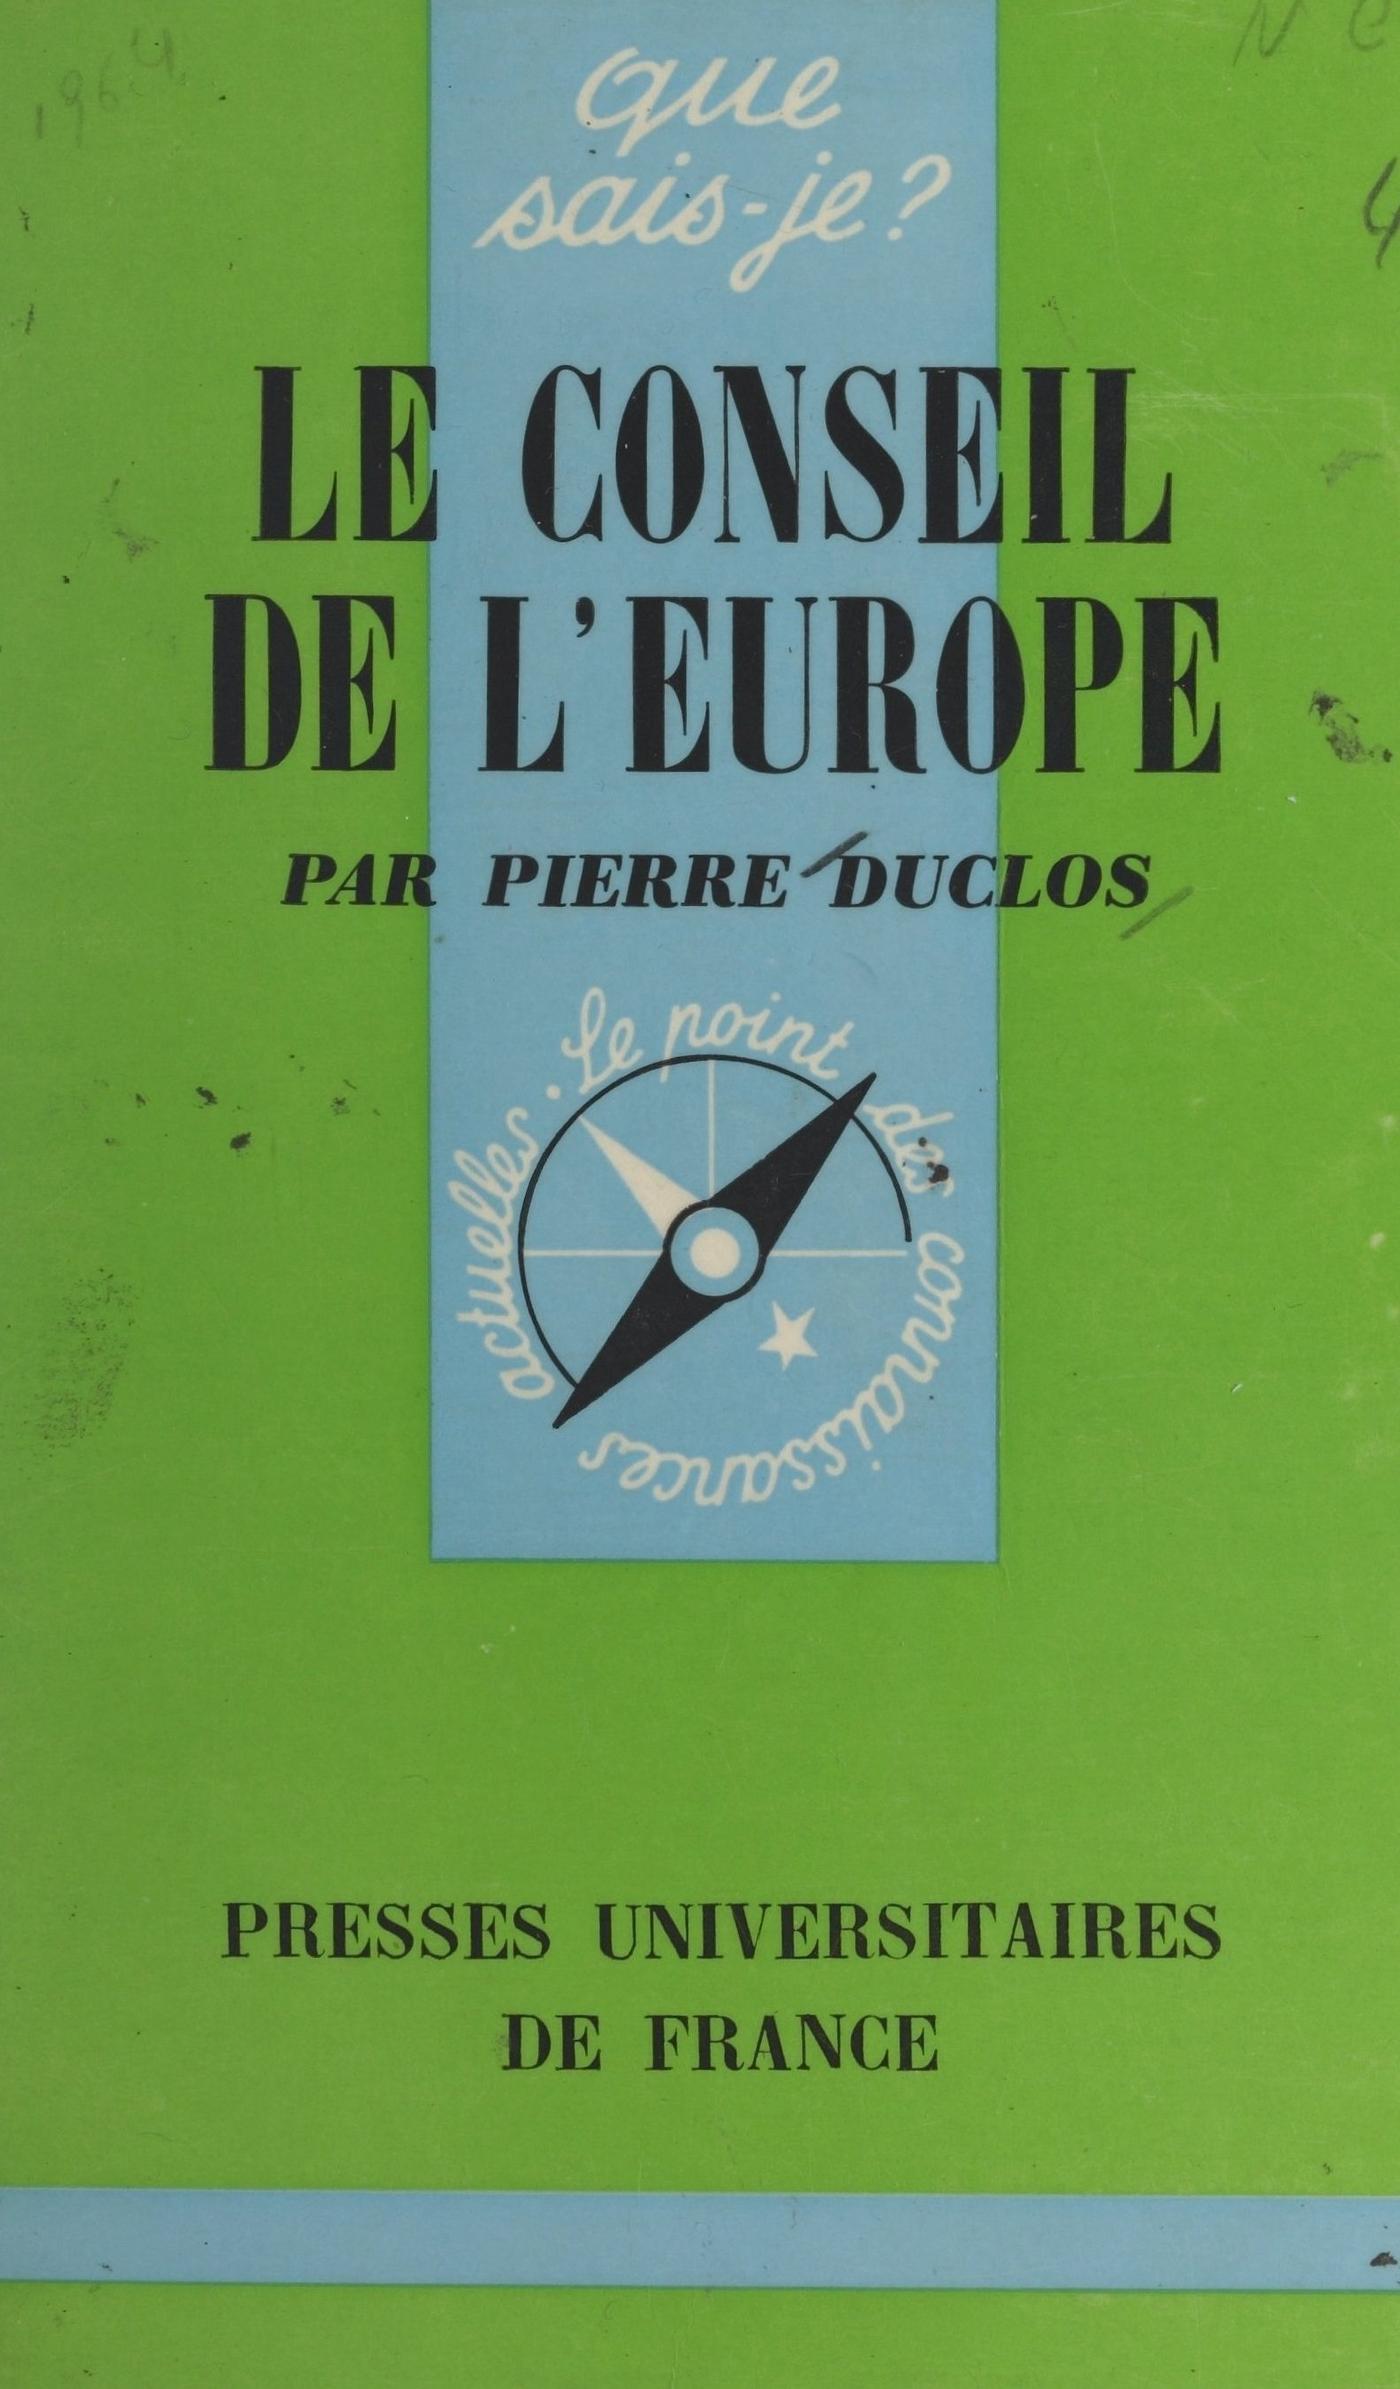 1964
que
sais-je?
LE CONSEIL
DE L'EUROPE
PAR PIERRE DUCLOS
Le point des connaissances actuelles.
PRESSES UNIVERSITAIRES
DE FRANCE